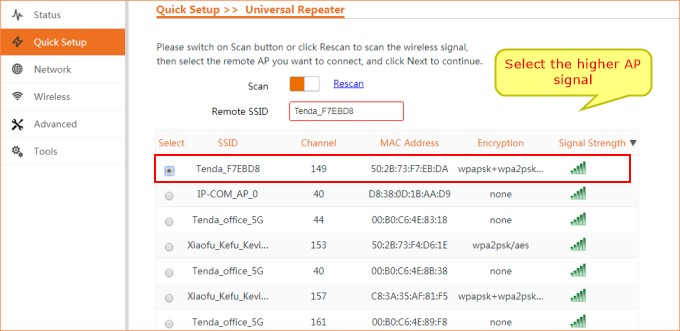 Status
Quick Setup
Network
Wireless
Advanced
Tools
Quick Setup >> Universal Repeater
Please switch on Scan button or click Rescan to scan the wireless signal,
then select the remote AP you want to connect, and click Next to continue.
Select the higher AP
signal
Scan Rescan
Remote SSID Tenda_F7EBD8
Select SSID Channel MAC Address Encryption Signal Strength ▼
Tenda_F7EBD8 149 50:2B:73:F7:EB:DA wpapsk+wpa2psk...
IP-COM_AP_0 40 D8:38:0D:1B:AA:D9 none
Tenda_office_5G 44 00:B0:C6:4E:83:18 none
Xiaofu_Kefu_Kevi... 153 50:2B:73:F4:D6:1E wpa2psk/aes
Tenda_office_5G 40 00:B0:C6:4E:8B:38 none
Xiaofu_Kefu_Kevi... 157 C8:3A:35:AF:81:F5 wpapsk+wpa2psk...
Tenda_office_5G 161 00:B0:C6:4E:89:F8 none